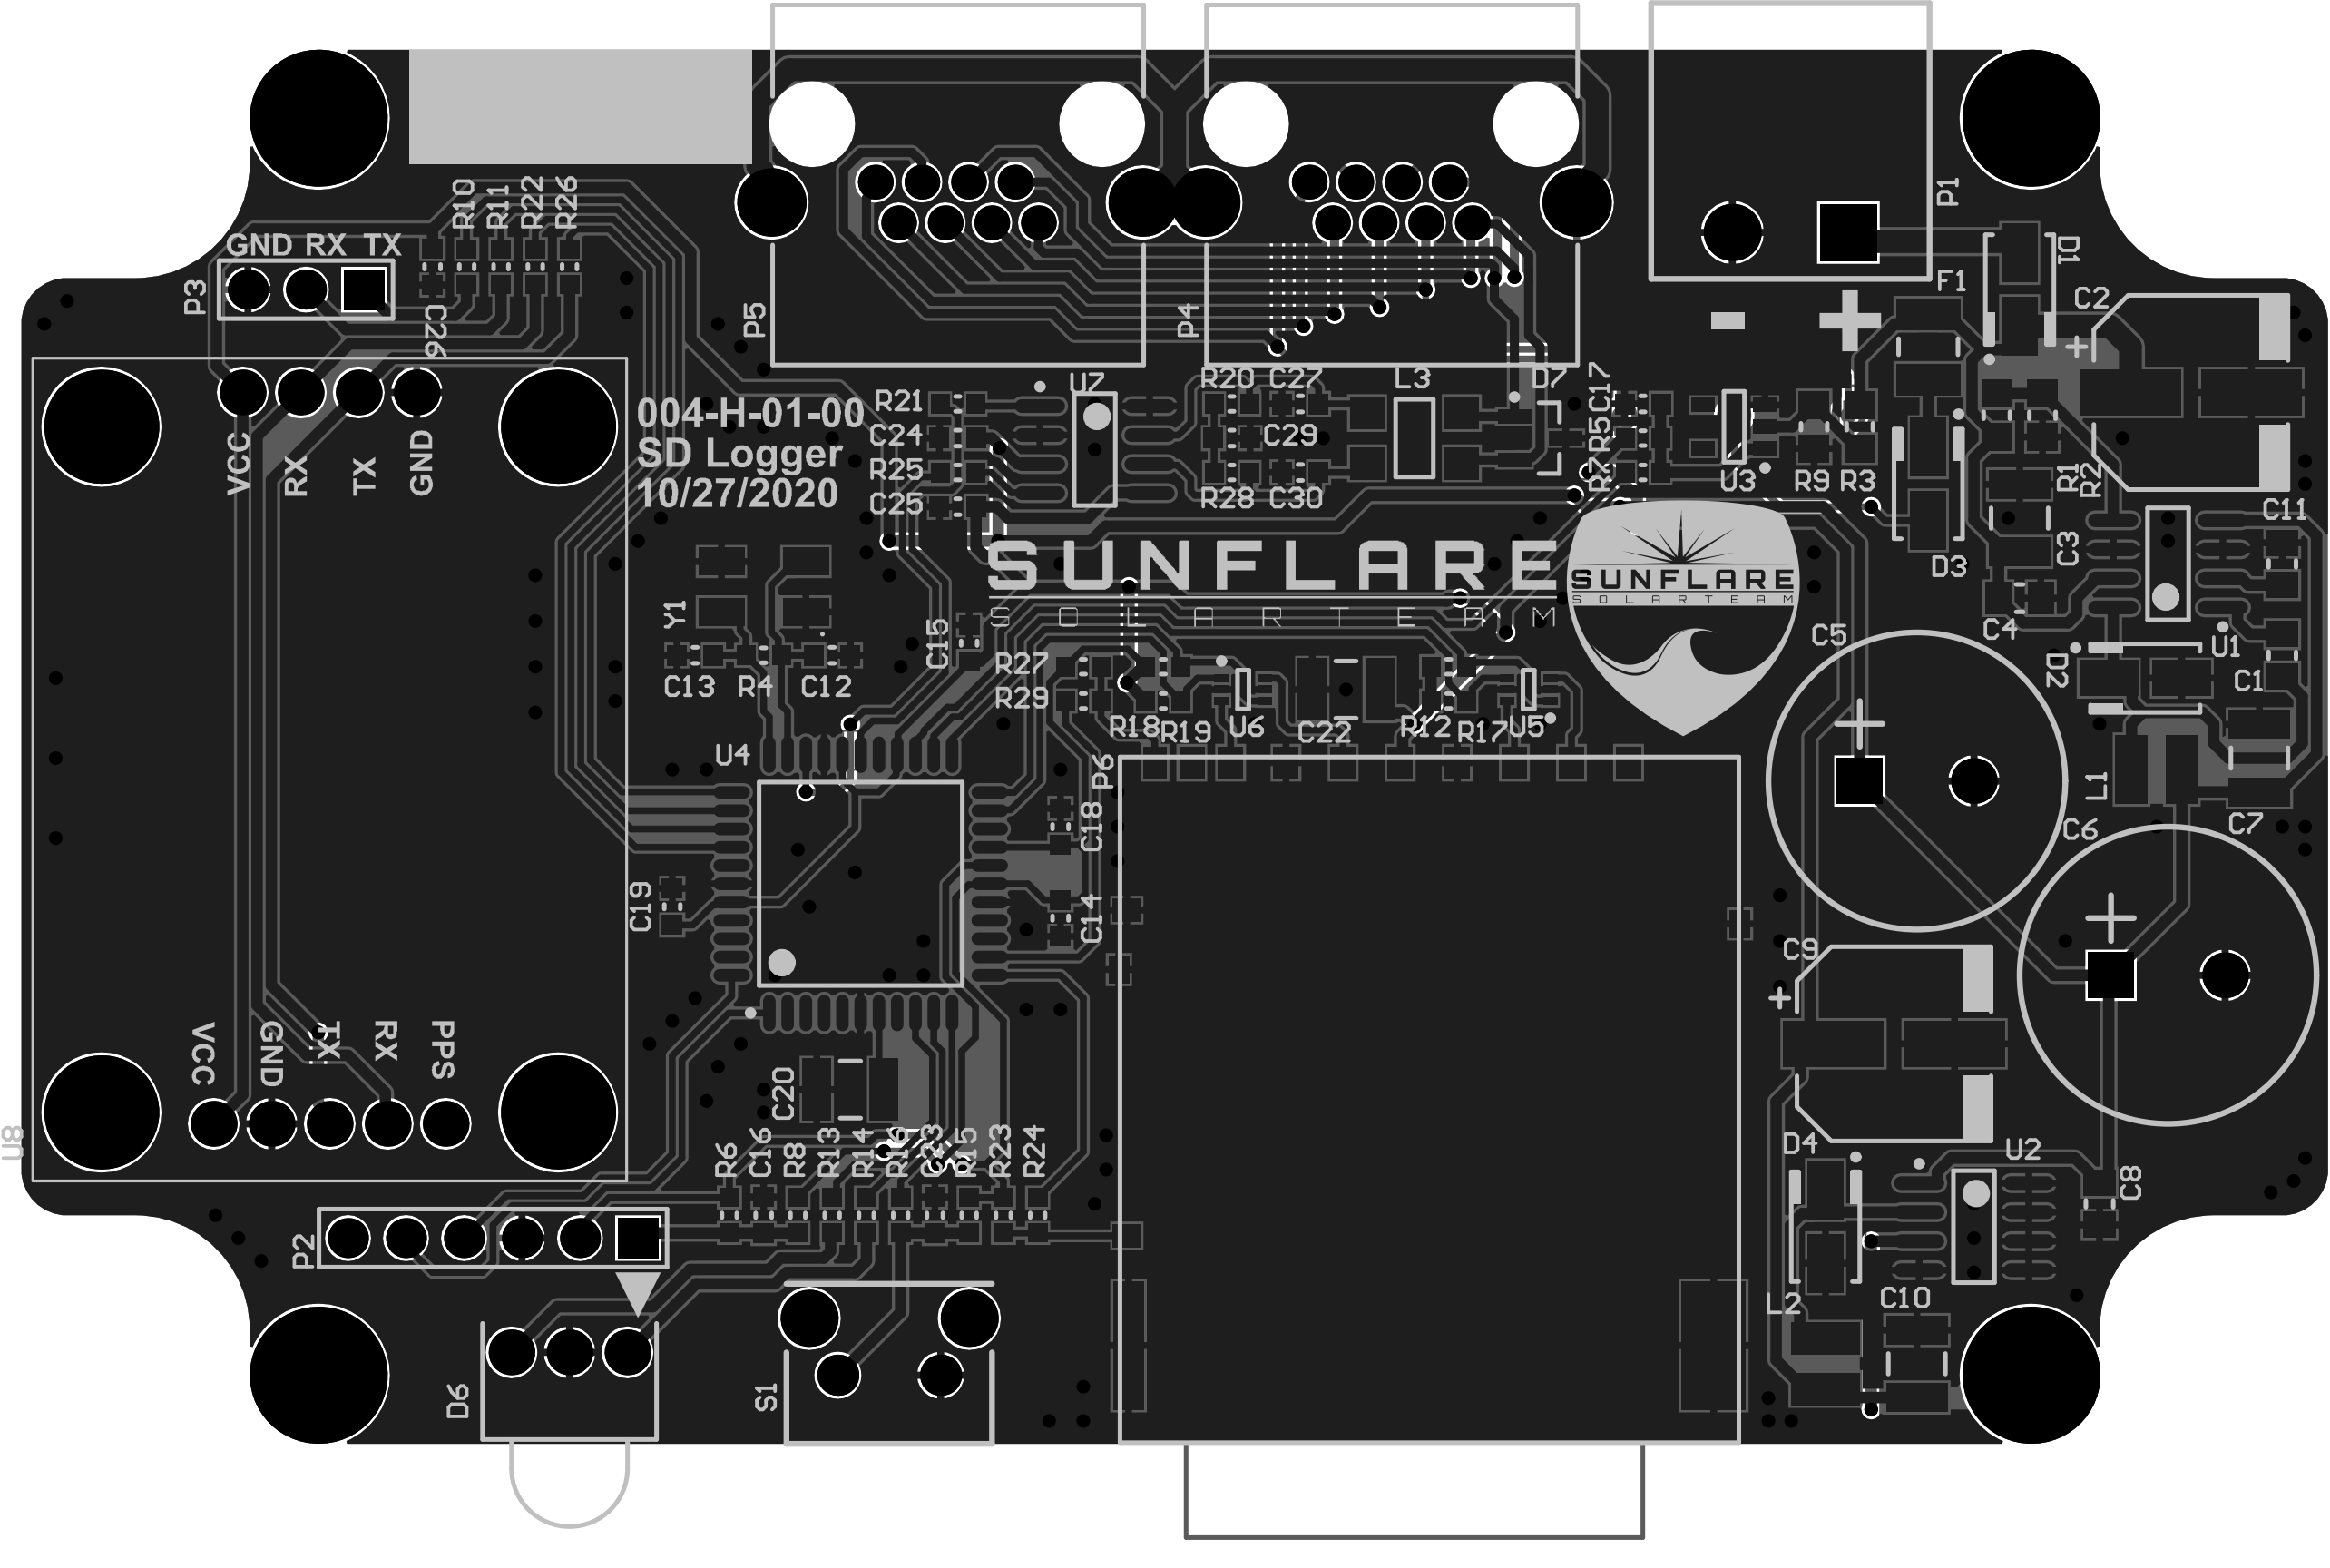 P1
R10
R11
R22
R26
GND RX TX
P3
C26
P5
P4
F1
D1
C2
U7
R20
C27
L3
D7
C17
R5
R7
R21
C24
R25
C25
C29
R28
C30
U3
R9
R3
R1
R2
C11
004-H-01-00
SD Logger
10/27/2020
VCC
RX
TX
GND
SUNFLARE
SOLAR TEAM
SUNFLARE
SOLARTEAM
D3
C3
C4
C5
U1
D2
C1
Y1
C15
C13
R4
C12
R27
R29
R18
R19
U6
C22
R12
R17
U5
U4
P6
C18
L1
C6
C7
C19
C14
C9
VCC
GND
TX
RX
PPS
C20
U8
R6
C16
R8
R13
R14
R16
C23
R15
R23
R24
D4
U2
C8
P2
L2
C10
D6
S1